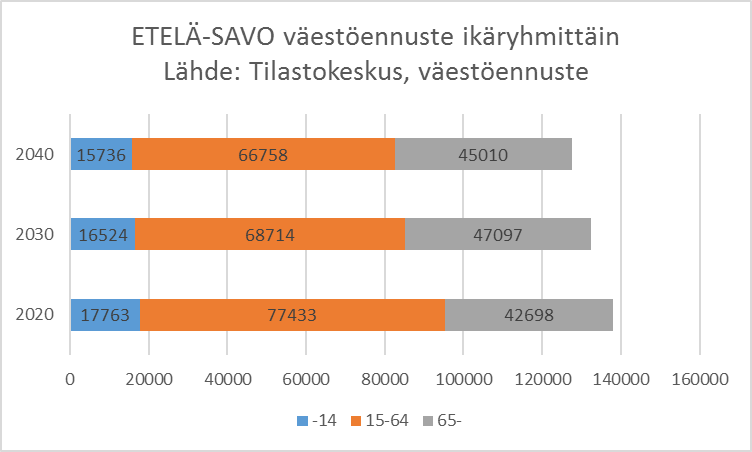 ETELÄ-SAVO väestöennuste ikäryhmittäin
Lähde: Tilastokeskus, väestöennuste
2040 15736 66758 45010
2030 16524 68714 47097
2020 17763 77433 42698
0 20000 40000 60000 80000 100000 120000 140000 160000
-14 15-64 65-